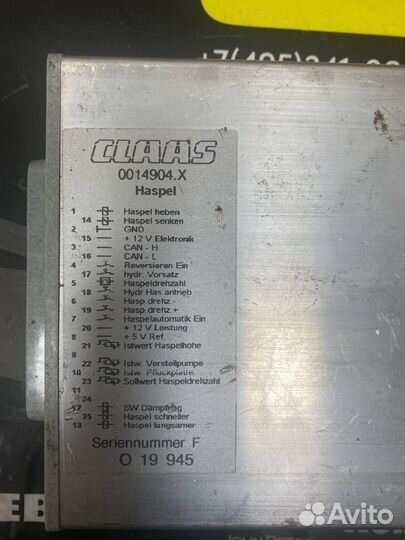 CLAAS
0014904.X
Haspel
1 Haspel heben
14 Haspel senken
2 GND
15 + 12 V Elektronik
3 CAN - H
16 CAN - L
4 Reversieren Ein
17 hydr Vorsatz
5 Haspeldrehzahl
18 Hydr Has antrieb
6 Hasp.drehz.-
19 Hasp.drehz.+
7 Haspelautomatik Ein
20 + 12 V Leistung
8 + 5 V Ref.
21 Istwert Haspelhöhe
22 Istw. Verstellpumpe
10 Istw. Pflückplatte
23 Sollwert Haspeldrehzahl
11
24
12 SW Dämpfung
25 Haspel schneller
13 Haspel langsamer
Seriennummer F
O 19 945
Avito